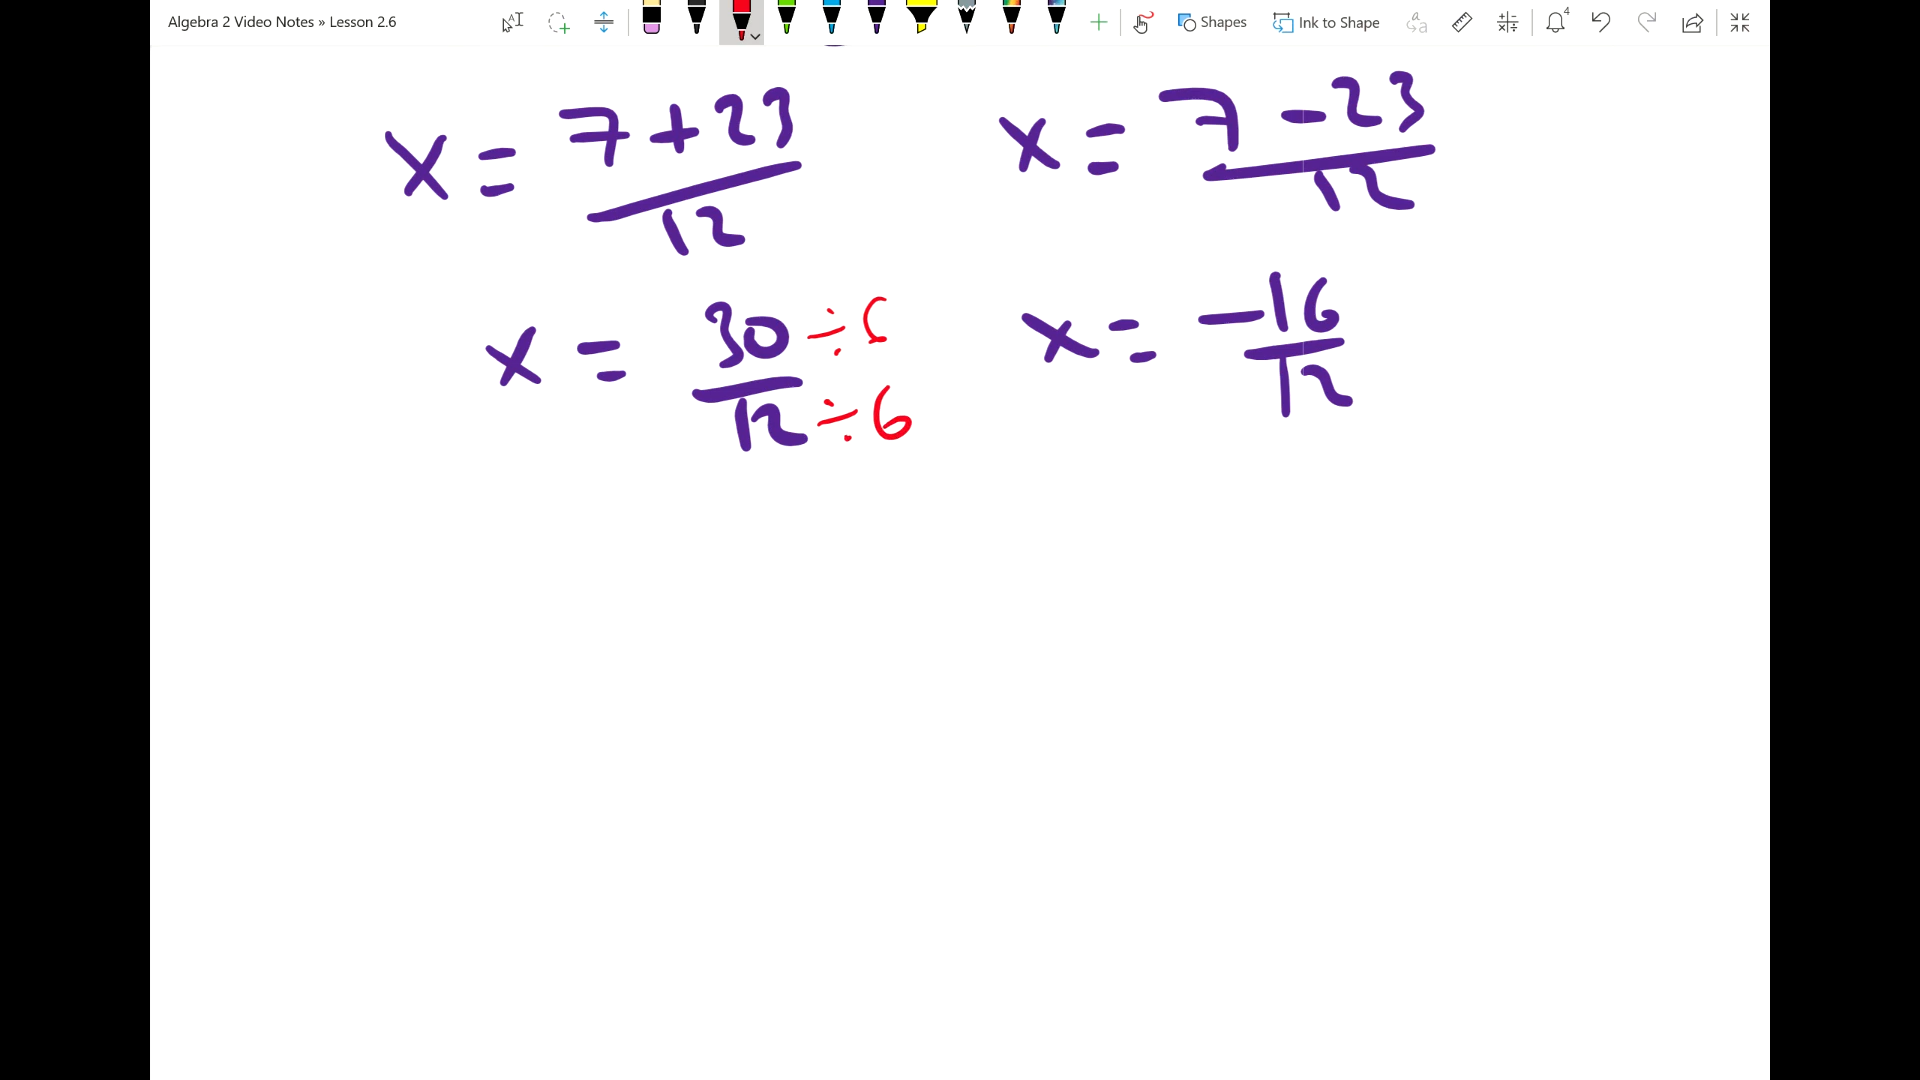 Algebra 2 Video Notes » Lesson 2.6
Shapes
Ink to Shape
4
x = 7 + 23
12
x = 7 - 23
12
x = 30 ÷ 6
12 ÷ 6
x = -16
12